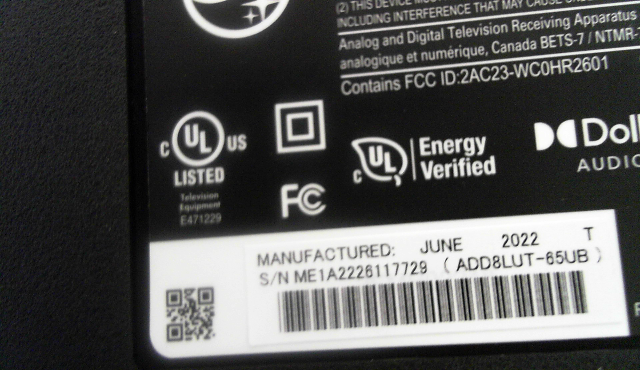 (2) THIS DEVICE MUST
INCLUDING INTERFERENCE THAT MAY CAUSE
Analog and Digital Television Receiving Apparatus
analogique et numérique, Canada BETS-7 / NTMR-
Contains FCC ID:2AC23-WC0HR2601
C UL US
LISTED
Television
Equipment
E471229
FC
C UL
Energy
Verified
Dol
AUDIO
MANUFACTURED: JUNE 2022 T
S/N ME1A2226117729 (ADD8LUT-65UB)